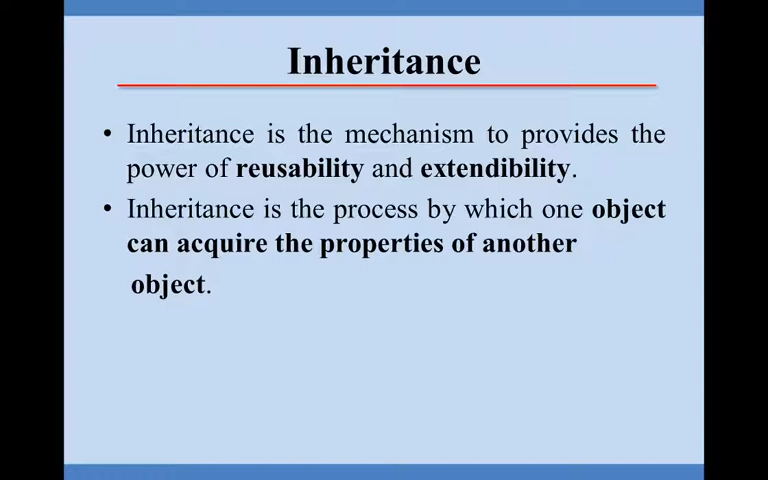 Inheritance
• Inheritance is the mechanism to provides the
power of reusability and extendibility.
• Inheritance is the process by which one object
can acquire the properties of another
object.